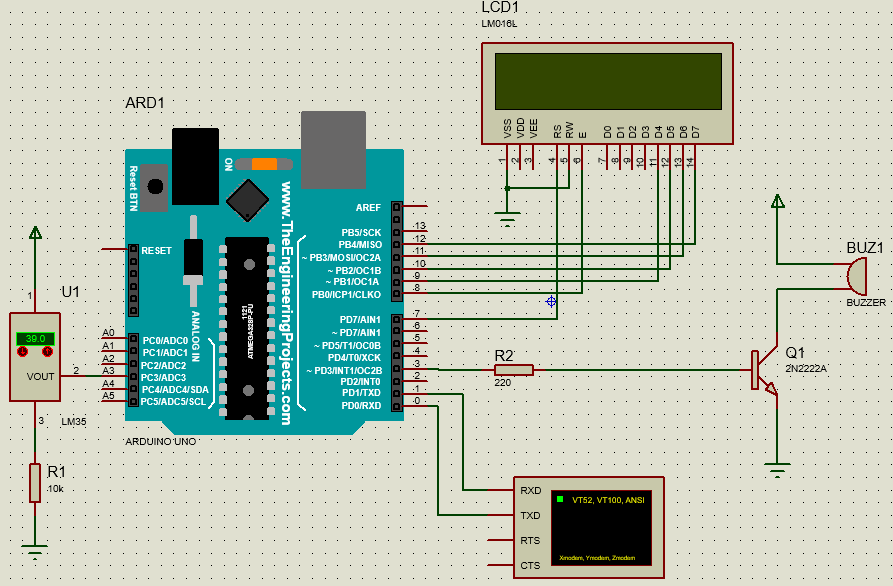 LCD1
LM016L
VSS
VDD
VEE
RS
RW
E
D0
D1
D2
D3
D4
D5
D6
D7
1
2
3
4
5
6
7
8
9
10
11
12
13
14
ARD1
Reset BTN
ON
www.TheEngineeringProjects.com
RESET
ANALOG IN
1121
ATMEGA328P-PU
AREF
PB5/SCK
13
PB4/MISO
12
~ PB3/MOSI/OC2A
11
~ PB2/OC1B
10
~ PB1/OC1A
9
PB0/ICP1/CLKO
8
PD7/AIN1
7
~ PD7/AIN1
6
~ PD5/T1/OC0B
5
PD4/T0/XCK
4
~ PD3/INT1/OC2B
3
PD2/INT0
2
PD1/TXD
1
PD0/RXD
0
A0
PC0/ADC0
A1
PC1/ADC1
A2
PC2/ADC2
A3
PC3/ADC3
A4
PC4/ADC4/SDA
A5
PC5/ADC5/SCL
ARDUINO UNO
U1
1
39.0
VOUT
2
3
LM35
R1
10k
R2
220
BUZ1
BUZZER
Q1
2N2222A
RXD
TXD
RTS
CTS
VT52, VT100, ANSI
Xmodem, Ymodem, Zmodem